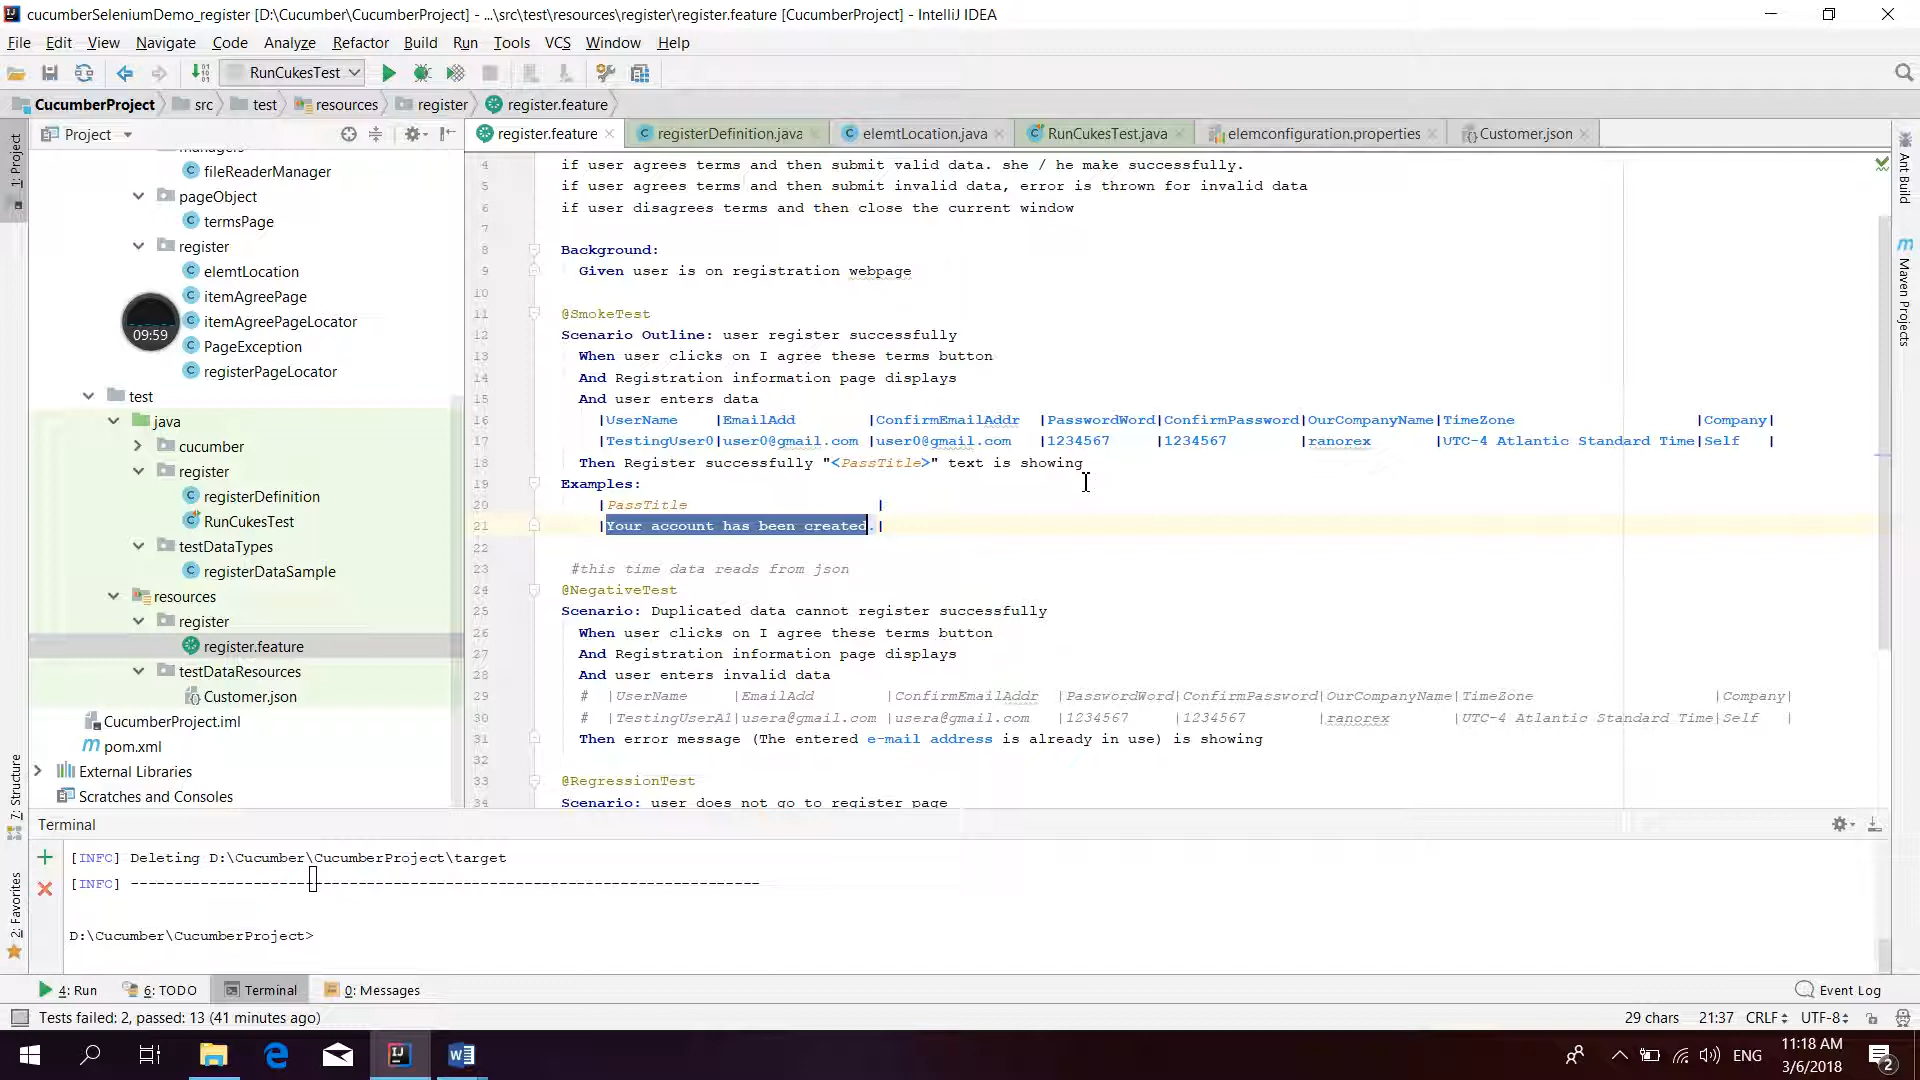 cucumberSeleniumDemo_register [D:\Cucumber\CucumberProject] - ...\src\test\resources\register\register.feature [CucumberProject] - IntelliJ IDEA
File Edit View Navigate Code Analyze Refactor Build Run Tools VCS Window Help
RunCukesTest
CucumberProject src test resources register register.feature
Project
register.feature registerDefinition.java elemtLocation.java RunCukesTest.java elemconfiguration.properties Customer.json
1: Project
7: Structure
2: Favorites
Ant Build
Maven Projects
managers
fileReaderManager
pageObject
termsPage
register
elemtLocation
itemAgreePage
09:59
itemAgreePageLocator
PageException
registerPageLocator
test
java
cucumber
register
registerDefinition
RunCukesTest
testDataTypes
registerDataSample
resources
register
register.feature
testDataResources
Customer.json
CucumberProject.iml
pom.xml
External Libraries
Scratches and Consoles
4 if user agrees terms and then submit valid data. she / he make successfully.
5 if user agrees terms and then submit invalid data, error is thrown for invalid data
6 if user disagrees terms and then close the current window
7
8 Background:
9 Given user is on registration webpage
10
11 @SmokeTest
12 Scenario Outline: user register successfully
13 When user clicks on I agree these terms button
14 And Registration information page displays
15 And user enters data
16 |UserName |EmailAdd |ConfirmEmailAddr |PasswordWord|ConfirmPassword|OurCompanyName|TimeZone |Company|
17 |TestingUser0|user0@gmail.com |user0@gmail.com |1234567 |1234567 |ranorex |UTC-4 Atlantic Standard Time|Self |
18 Then Register successfully "<PassTitle>" text is showing
19 Examples:
20 |PassTitle |
21 |Your account has been created.|
22
23 #this time data reads from json
24 @NegativeTest
25 Scenario: Duplicated data cannot register successfully
26 When user clicks on I agree these terms button
27 And Registration information page displays
28 And user enters invalid data
29 # |UserName |EmailAdd |ConfirmEmailAddr |PasswordWord|ConfirmPassword|OurCompanyName|TimeZone |Company|
30 # |TestingUserA1|usera@gmail.com |usera@gmail.com |1234567 |1234567 |ranorex |UTC-4 Atlantic Standard Time|Self |
31 Then error message (The entered e-mail address is already in use) is showing
32
33 @RegressionTest
34 Scenario: user does not go to register page
Terminal
[INFO] Deleting D:\Cucumber\CucumberProject\target
[INFO] ------------------------------------------------------------------------
D:\Cucumber\CucumberProject>
4: Run 6: TODO Terminal 0: Messages Event Log
Tests failed: 2, passed: 13 (41 minutes ago) 29 chars 21:37 CRLF UTF-8
ENG 11:18 AM
3/6/2018
2